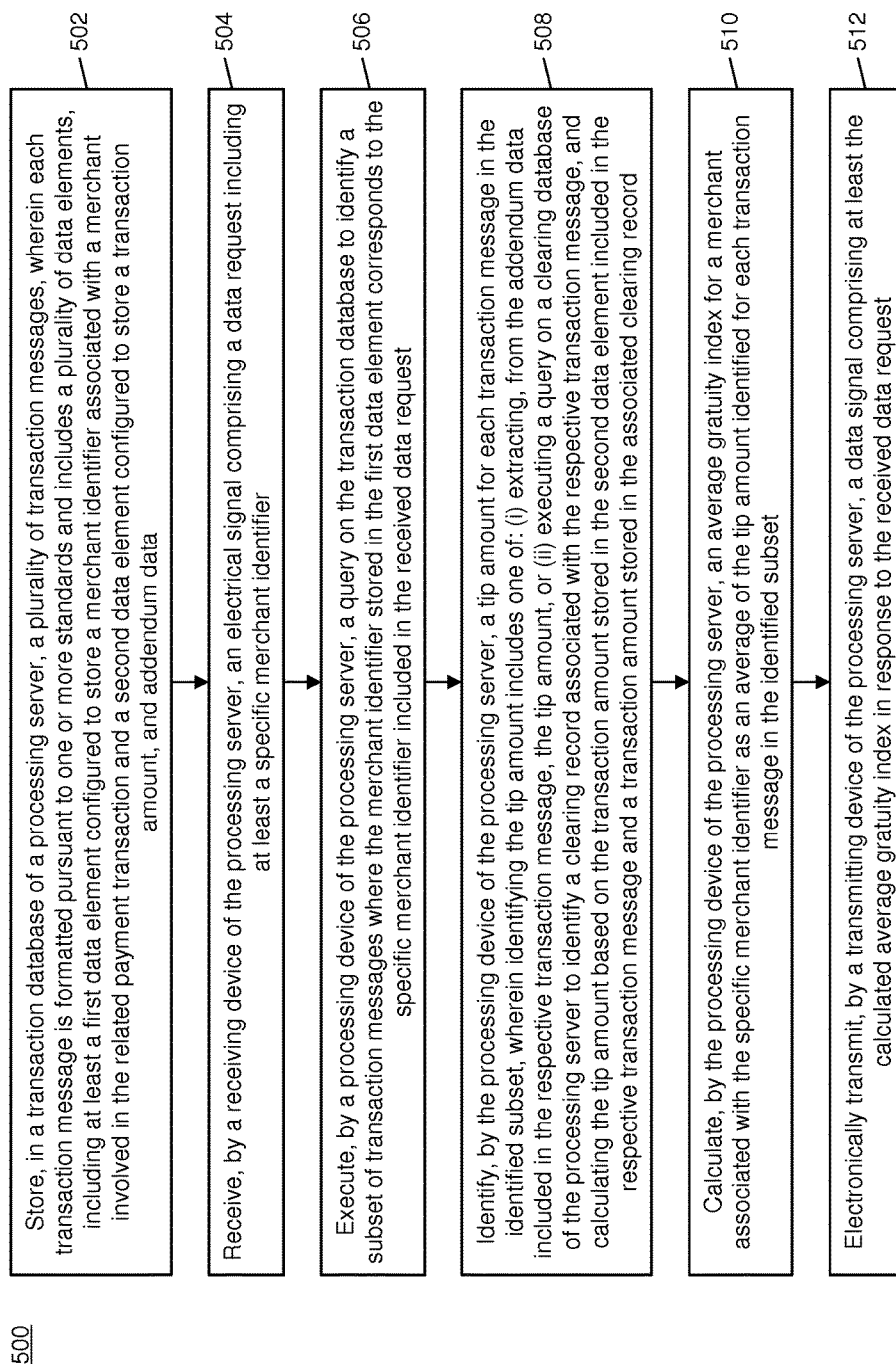 500
Store, in a transaction database of a processing server, a plurality of transaction messages, wherein each
transaction message is formatted pursuant to one or more standards and includes a plurality of data elements,
including at least a first data element configured to store a merchant identifier associated with a merchant
involved in the related payment transaction and a second data element configured to store a transaction
amount, and addendum data
502
Receive, by a receiving device of the processing server, an electrical signal comprising a data request including
at least a specific merchant identifier
504
Execute, by a processing device of the processing server, a query on the transaction database to identify a
subset of transaction messages where the merchant identifier stored in the first data element corresponds to the
specific merchant identifier included in the received data request
506
Identify, by the processing device of the processing server, a tip amount for each transaction message in the
identified subset, wherein identifying the tip amount includes one of: (i) extracting, from the addendum data
included in the respective transaction message, the tip amount, or (ii) executing a query on a clearing database
of the processing server to identify a clearing record associated with the respective transaction message, and
calculating the tip amount based on the transaction amount stored in the second data element included in the
respective transaction message and a transaction amount stored in the associated clearing record
508
Calculate, by the processing device of the processing server, an average gratuity index for a merchant
associated with the specific merchant identifier as an average of the tip amount identified for each transaction
message in the identified subset
510
Electronically transmit, by a transmitting device of the processing server, a data signal comprising at least the
calculated average gratuity index in response to the received data request
512